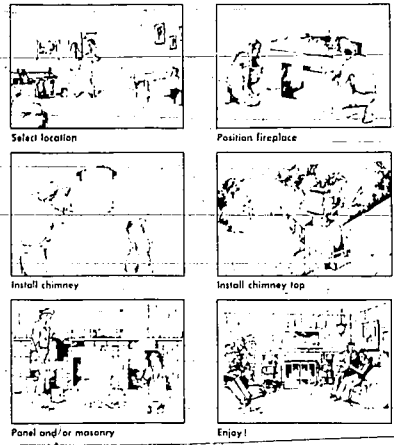 Select location
Position fireplace
Install chimney
Install chimney top
Panel and/or masonry
Enjoy!